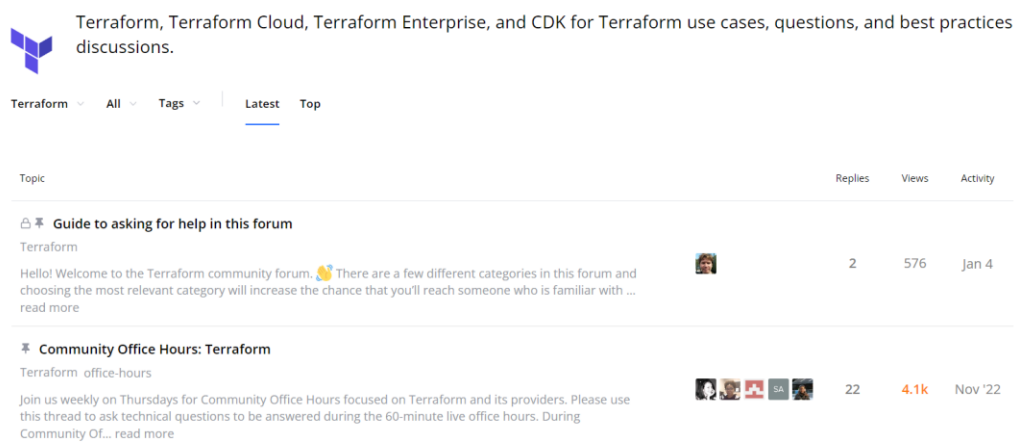 Terraform, Terraform Cloud, Terraform Enterprise, and CDK for Terraform use cases, questions, and best practices
discussions.
Terraform All Tags Latest Top
Topic Replies Views Activity
Guide to asking for help in this forum
Terraform
Hello! Welcome to the Terraform community forum. 👋 There are a few different categories in this forum and
choosing the most relevant category will increase the chance that you’ll reach someone who is familiar with ...
read more
2 576 Jan 4
Community Office Hours: Terraform
Terraform office-hours
Join us weekly on Thursdays for Community Office Hours focused on Terraform and its providers. Please use
this thread to ask technical questions to be answered during the 60-minute live office hours. During
Community Of... read more
SA
22 4.1k Nov '22